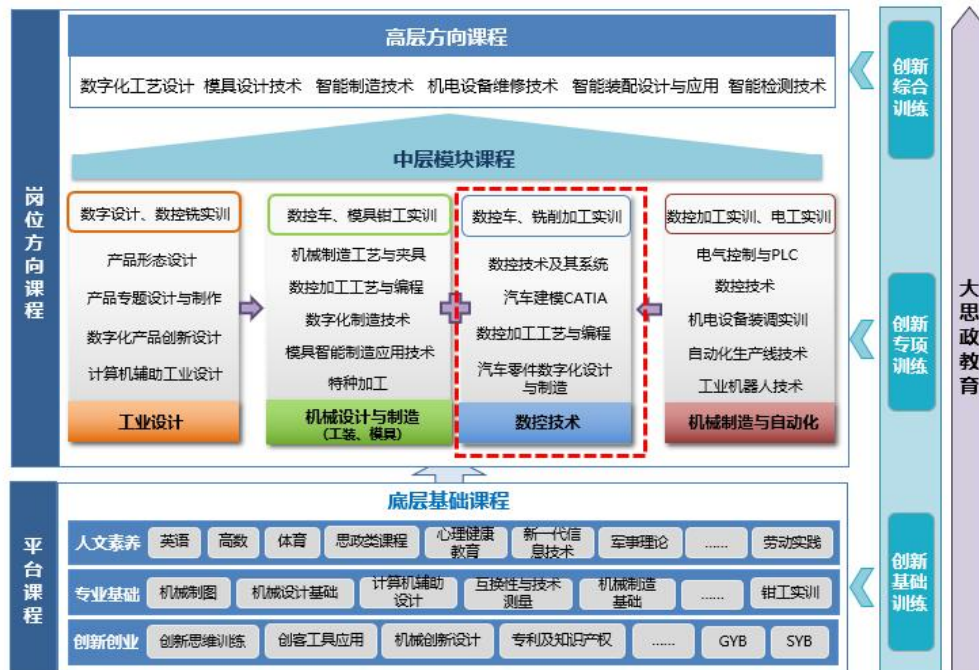 高层方向课程
数字化工艺设计 模具设计技术 智能制造技术 机电设备维修技术 智能装配设计与应用 智能检测技术
中层模块课程
岗位方向课程
数字设计、数控铣实训
产品形态设计
产品专题设计与制作
数字化产品创新设计
计算机辅助工业设计
工业设计
数控车、模具钳工实训
机械制造工艺与夹具
数控加工工艺与编程
数字化制造技术
模具智能制造应用技术
特种加工
机械设计与制造
(工装、模具)
数控车、铣削加工实训
数控技术及其系统
汽车建模CATIA
数控加工工艺与编程
汽车零件数字化设计
与制造
数控技术
数控加工实训、电工实训
电气控制与PLC
数控技术
机电设备装调实训
自动化生产线技术
工业机器人技术
机械制造与自动化
平台课程
底层基础课程
人文素养 英语 高数 体育 思政类课程 心理健康教育 新一代信息技术 军事理论 ...... 劳动实践
专业基础 机械制图 机械设计基础 计算机辅助设计 互换性与技术测量 机械制造基础 ...... 钳工实训
创新创业 创新思维训练 创客工具应用 机械创新设计 专利及知识产权 ...... GYB SYB
创新
综合
训练
创新
专项
训练
创新
基础
训练
大思政教育